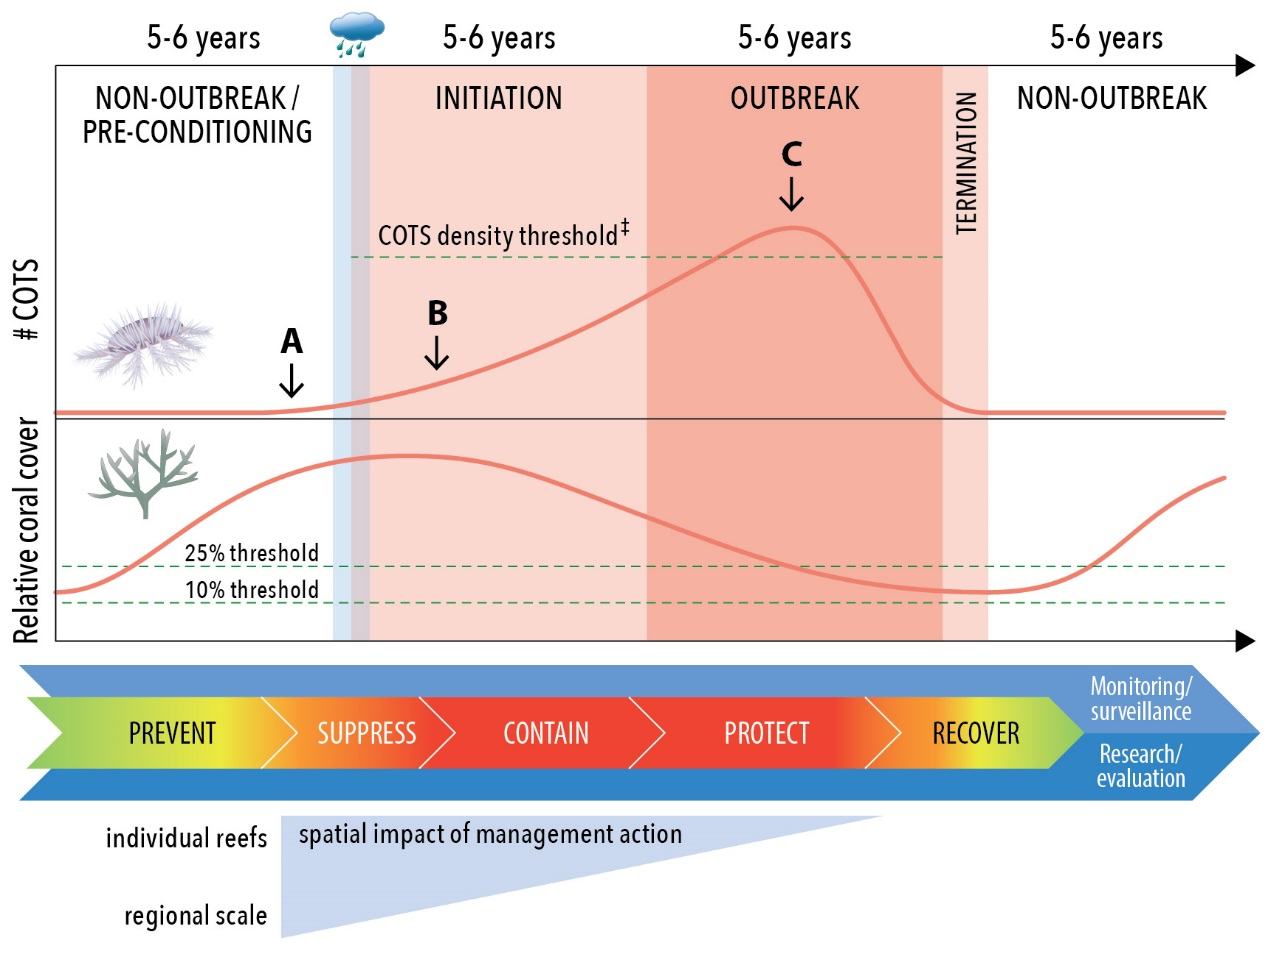 5-6 years
5-6 years
5-6 years
5-6 years
NON-OUTBREAK /
PRE-CONDITIONING
INITIATION
OUTBREAK
TERMINATION
NON-OUTBREAK
C
COTS density threshold‡
# COTS
B
A
Relative coral cover
25% threshold
10% threshold
PREVENT
SUPPRESS
CONTAIN
PROTECT
RECOVER
Monitoring/
surveillance
Research/
evaluation
individual reefs
spatial impact of management action
regional scale